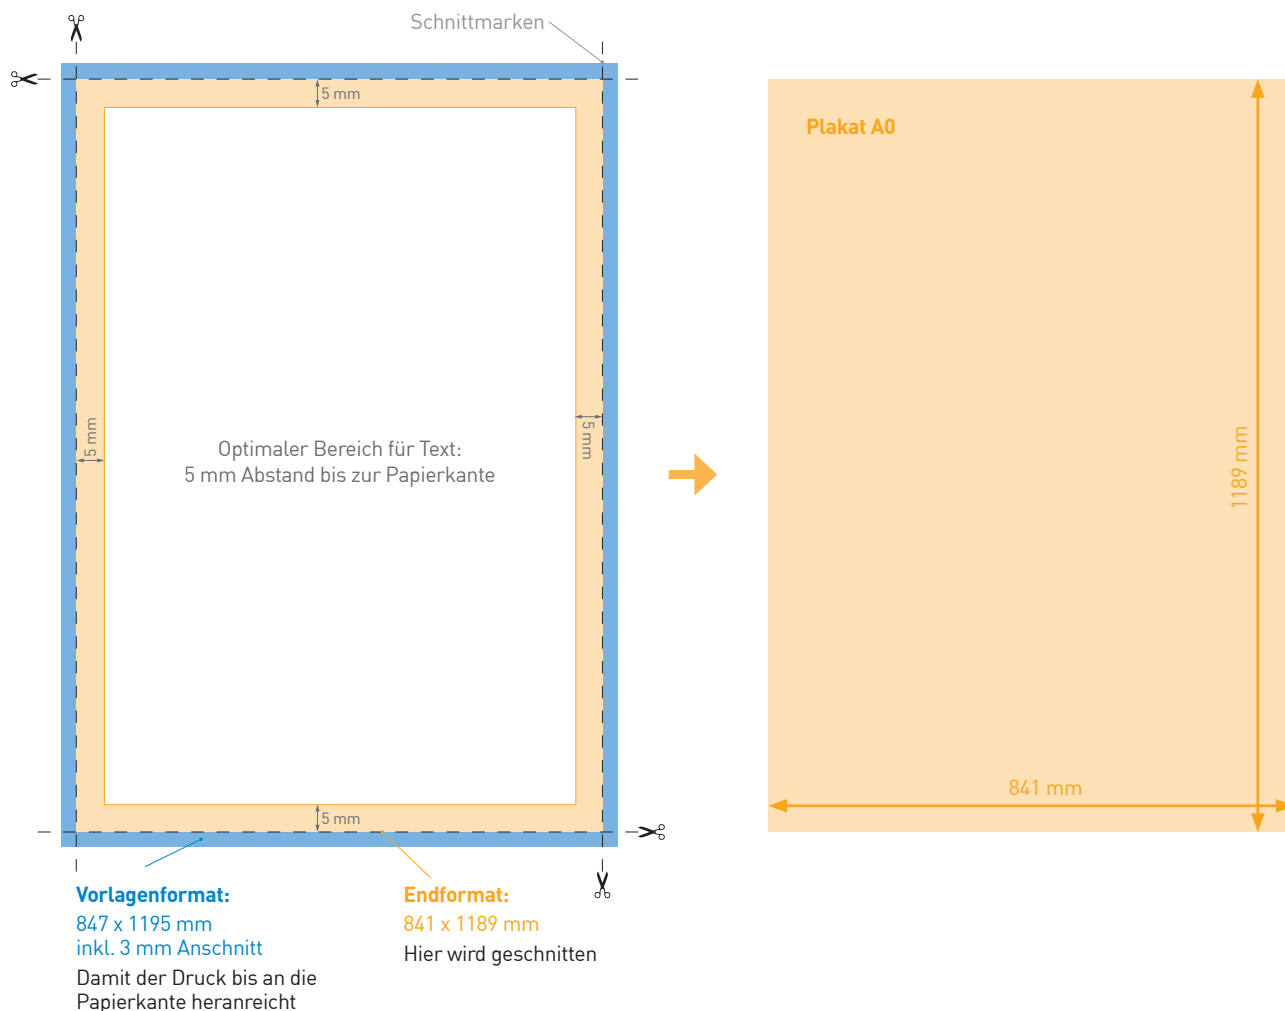 Schnittmarken
5 mm
5 mm
5 mm
Optimaler Bereich für Text:
5 mm Abstand bis zur Papierkante
5 mm
Vorlagenformat:
847 x 1195 mm
inkl. 3 mm Anschnitt
Damit der Druck bis an die
Papierkante heranreicht
Endformat:
841 x 1189 mm
Hier wird geschnitten
Plakat A0
1189 mm
841 mm